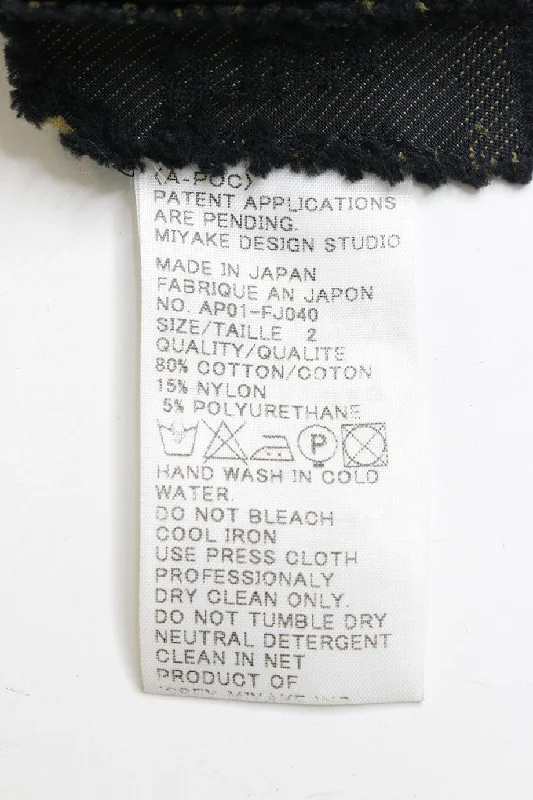 (A-POC)
PATENT APPLICATIONS
ARE PENDING.
MIYAKE DESIGN STUDIO
MADE IN JAPAN
FABRIQUE AN JAPON
NO. AP01-FJ040
SIZE/TAILLE 2
QUALITY/QUALITE
80% COTTON/COTON
15% NYLON
5% POLYURETHANE
P
HAND WASH IN COLD
WATER.
DO NOT BLEACH
COOL IRON
USE PRESS CLOTH
PROFESSIONALY
DRY CLEAN ONLY.
DO NOT TUMBLE DRY
NEUTRAL DETERGENT
CLEAN IN NET
PRODUCT OF